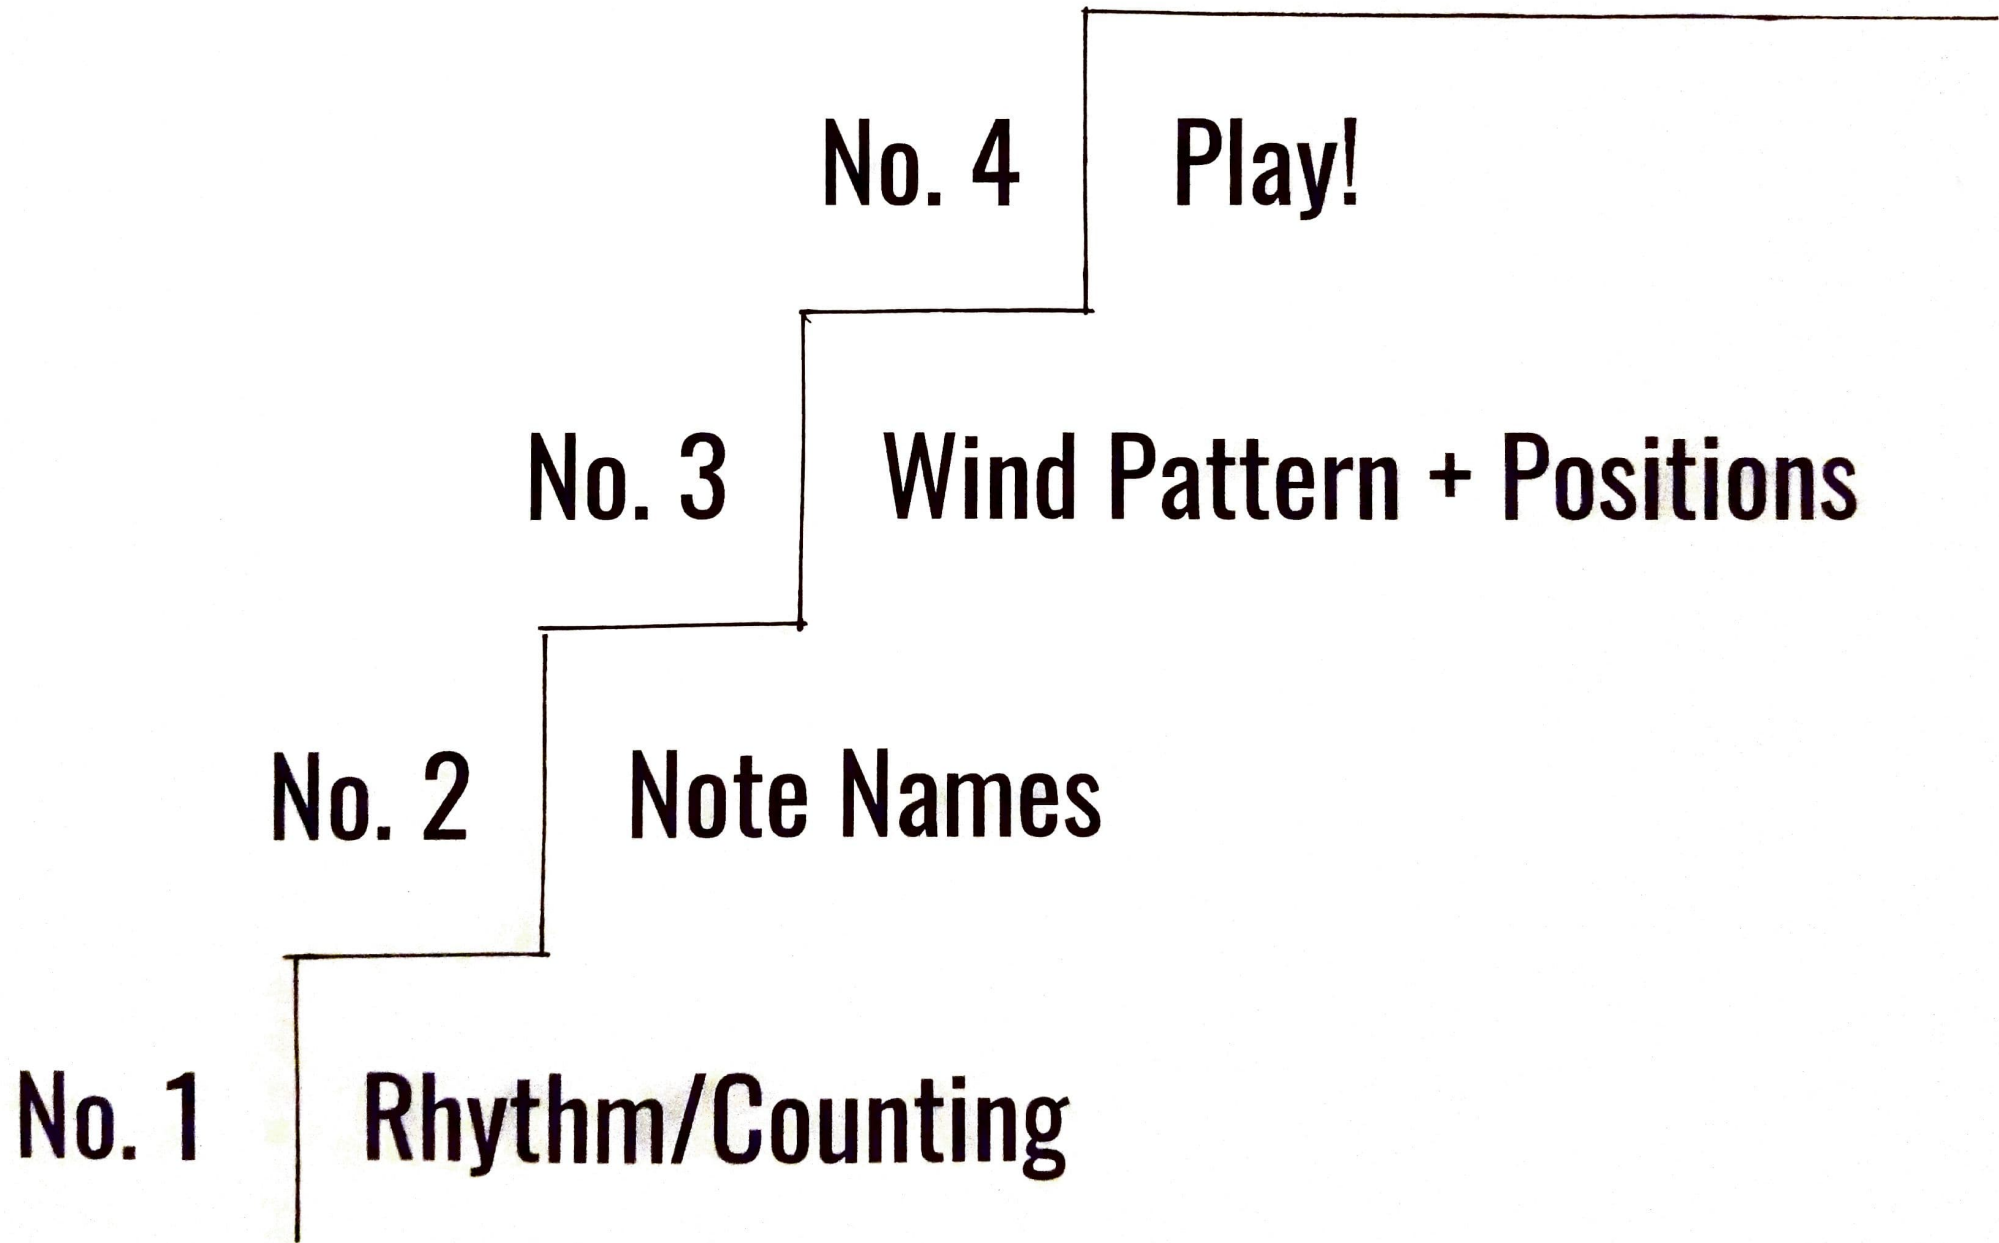 No. 4 Play!
No. 3 Wind Pattern + Positions
No. 2 Note Names
No. 1 Rhythm/Counting